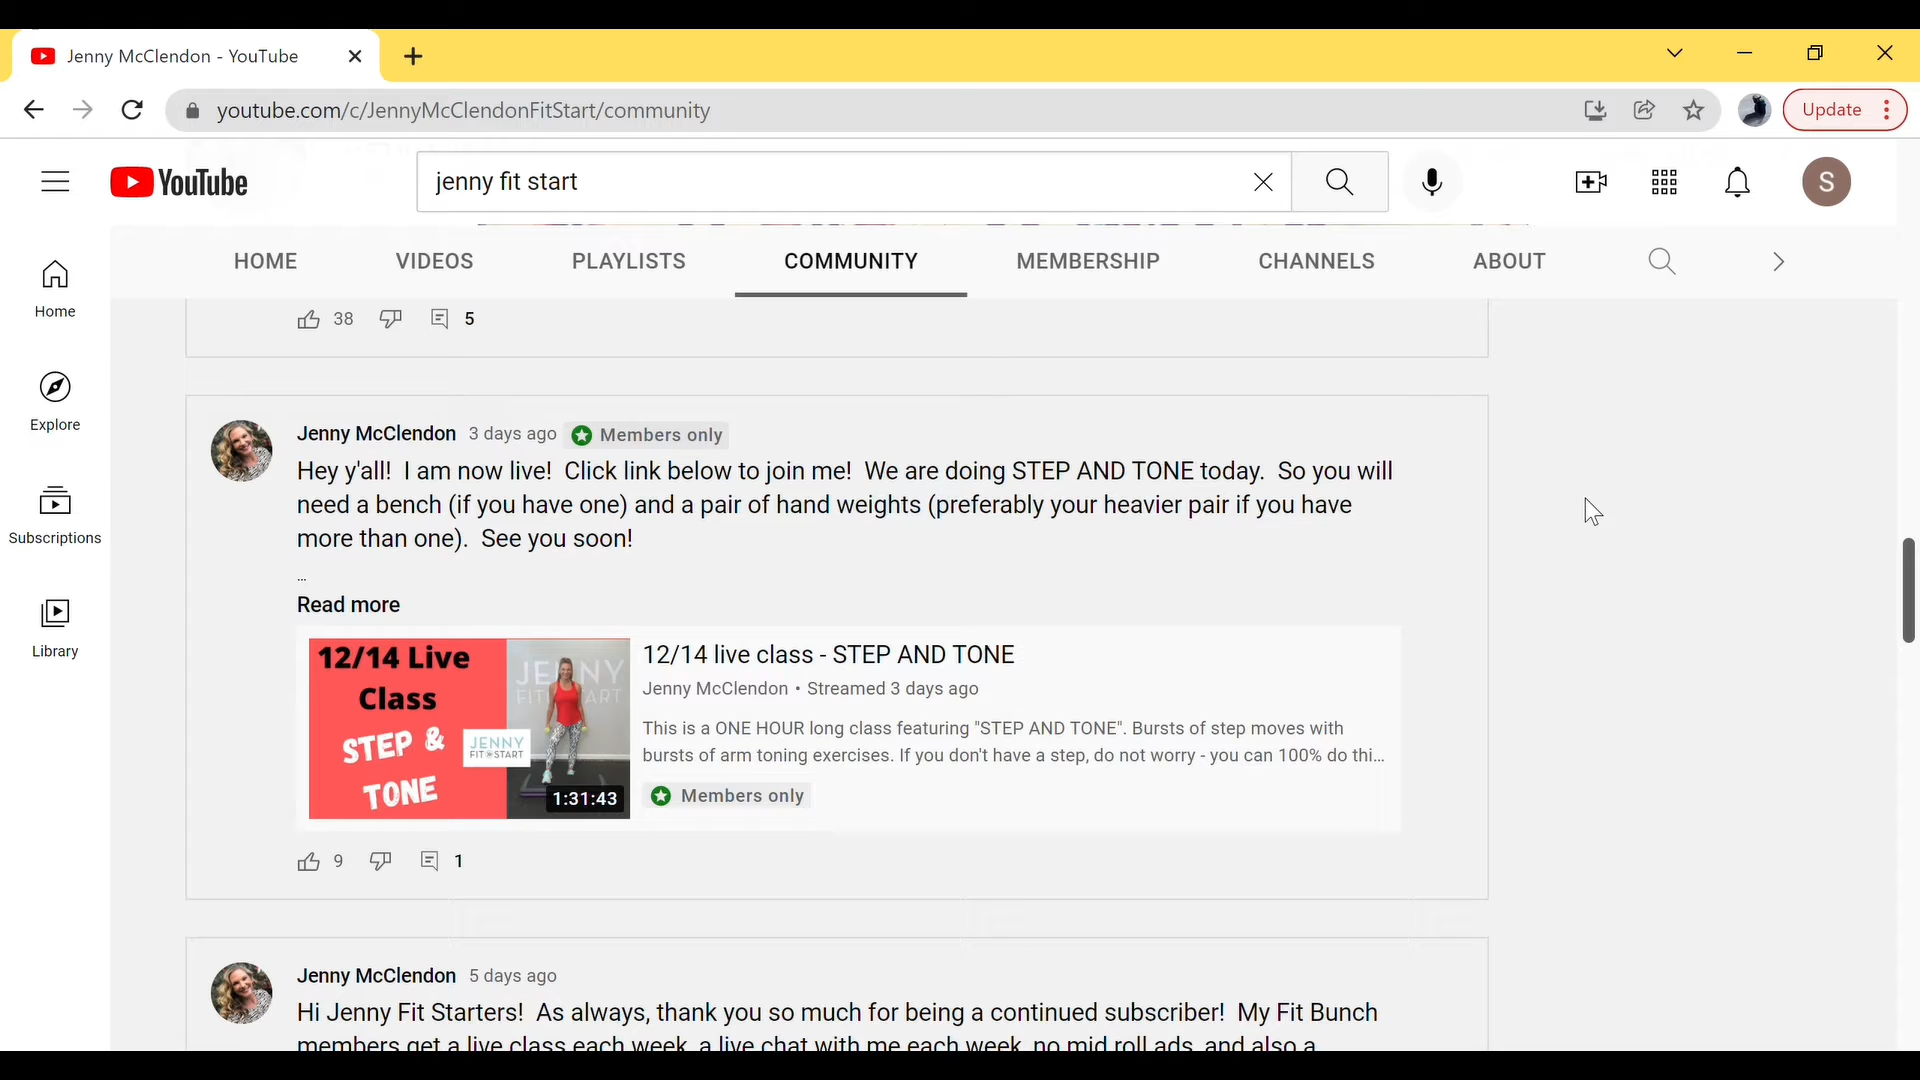 Jenny McClendon - YouTube
youtube.com/c/JennyMcClendonFitStart/community
Update
YouTube
jenny fit start
S
HOME
VIDEOS
PLAYLISTS
COMMUNITY
MEMBERSHIP
CHANNELS
ABOUT
Home
Explore
Subscriptions
Library
38
5
Jenny McClendon 3 days ago Members only
Hey y'all! I am now live! Click link below to join me! We are doing STEP AND TONE today. So you will
need a bench (if you have one) and a pair of hand weights (preferably your heavier pair if you have
more than one). See you soon!
...
Read more
12/14 Live
Class
STEP &
TONE
JENNY
FIT START
JENNY
FIT START
1:31:43
12/14 live class - STEP AND TONE
Jenny McClendon • Streamed 3 days ago
This is a ONE HOUR long class featuring "STEP AND TONE". Bursts of step moves with
bursts of arm toning exercises. If you don't have a step, do not worry - you can 100% do thi...
Members only
9
1
Jenny McClendon 5 days ago
Hi Jenny Fit Starters! As always, thank you so much for being a continued subscriber! My Fit Bunch
members get a live class each week, a live chat with me each week, no mid roll ads, and also a